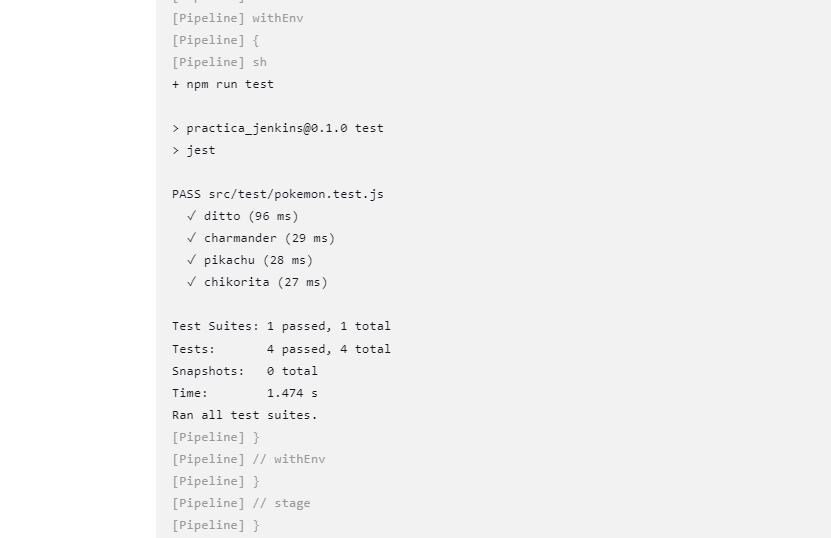 [Pipeline] withEnv
[Pipeline] {
[Pipeline] sh
+ npm run test
> practica_jenkins@0.1.0 test
> jest
PASS src/test/pokemon.test.js
✓ ditto (96 ms)
✓ charmander (29 ms)
✓ pikachu (28 ms)
✓ chikorita (27 ms)
Test Suites: 1 passed, 1 total
Tests:       4 passed, 4 total
Snapshots:   0 total
Time:        1.474 s
Ran all test suites.
[Pipeline] }
[Pipeline] // withEnv
[Pipeline] }
[Pipeline] // stage
[Pipeline] }